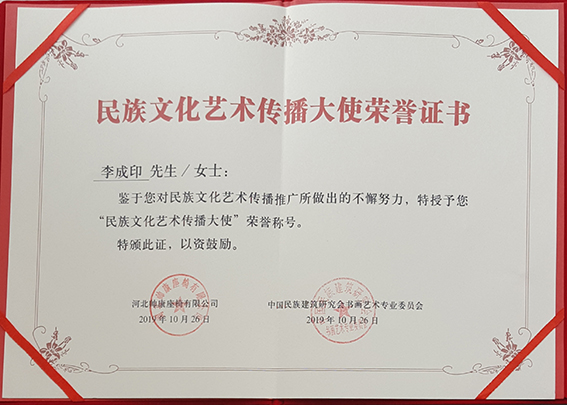 民族文化艺术传播大使荣誉证书
李成印 先生／女士：
鉴于您对民族文化艺术传播推广所做出的不懈努力，特授予您
“民族文化艺术传播大使”荣誉称号。
特颁此证，以资鼓励。
河北帅康座椅有限公司
2019年10月26日
中国民族建筑研究会书画艺术专业委员会
2019年10月26日